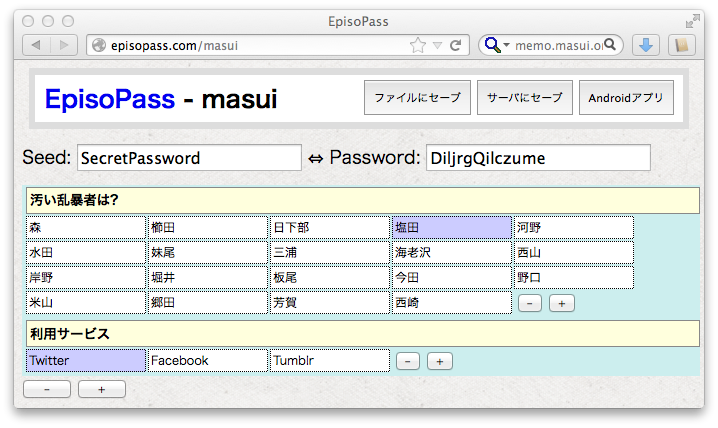 EpisoPass
episopass.com/masui
memo.masui.o
EpisoPass - masui ファイルにセーブ サーバにセーブ Androidアプリ
Seed: SecretPassword ⇔ Password: DiljrgQilczume
汚い乱暴者は?
森 櫛田 日下部 塩田 河野
水田 妹尾 三浦 海老沢 西山
岸野 堀井 板尾 今田 野口
米山 郷田 芳賀 西崎 - +
利用サービス
Twitter Facebook Tumblr - +
- +